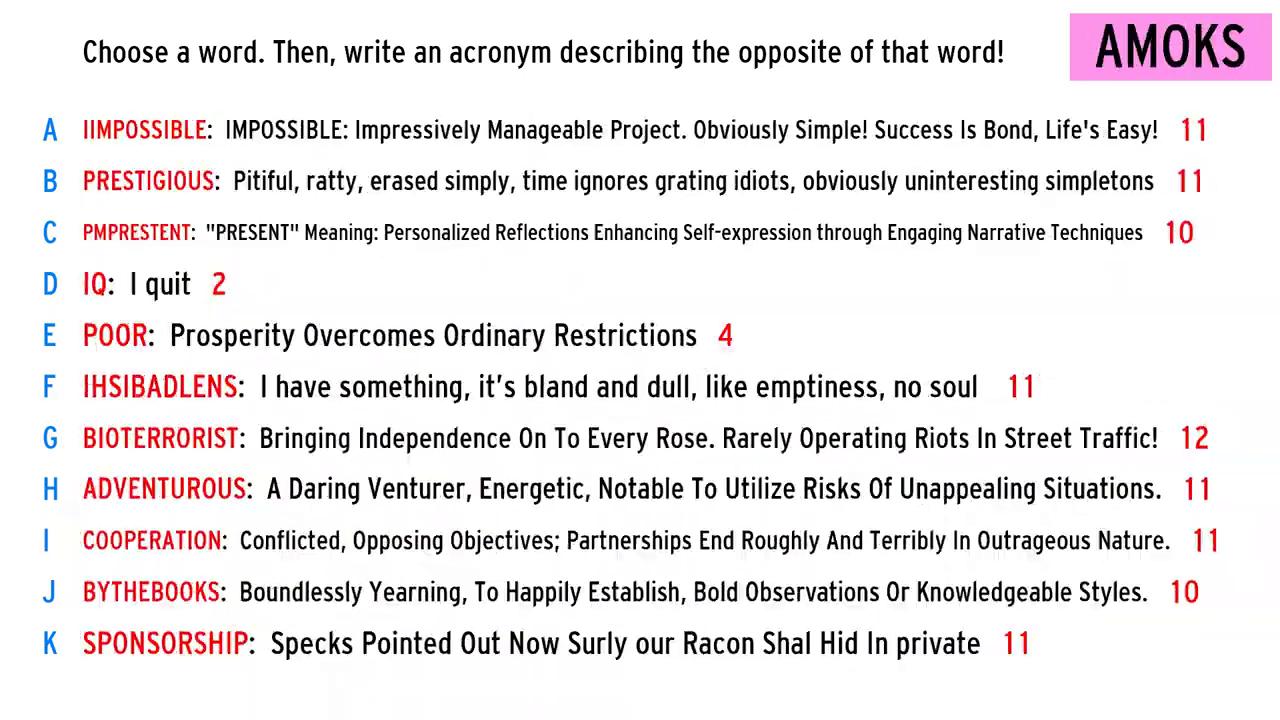 Choose a word. Then, write an acronym describing the opposite of that word!
AMOKS
A IIMPOSSIBLE: IMPOSSIBLE: Impressively Manageable Project. Obviously Simple! Success Is Bond, Life's Easy! 11
B PRESTIGIOUS: Pitiful, ratty, erased simply, time ignores grating idiots, obviously uninteresting simpletons 11
C PMPRESTENT: "PRESENT" Meaning: Personalized Reflections Enhancing Self-expression through Engaging Narrative Techniques 10
D IQ: I quit 2
E POOR: Prosperity Overcomes Ordinary Restrictions 4
F IHSIBADLENS: I have something, it's bland and dull, like emptiness, no soul 11
G BIOTERRORIST: Bringing Independence On To Every Rose. Rarely Operating Riots In Street Traffic! 12
H ADVENTUROUS: A Daring Venturer, Energetic, Notable To Utilize Risks Of Unappealing Situations. 11
I COOPERATION: Conflicted, Opposing Objectives; Partnerships End Roughly And Terribly In Outrageous Nature. 11
J BYTHEBOOKS: Boundlessly Yearning, To Happily Establish, Bold Observations Or Knowledgeable Styles. 10
K SPONSORSHIP: Specks Pointed Out Now Surly our Racon Shal Hid In private 11